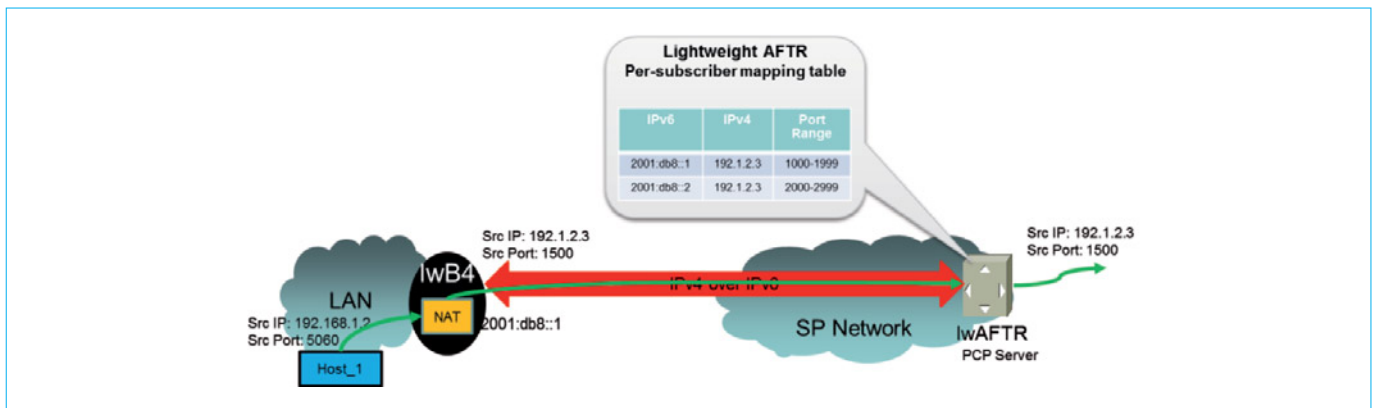 Lightweight AFTR
Per-subscriber mapping table
IPv6 IPv4 Port Range
2001:db8::1 192.1.2.3 1000-1999
2001:db8::2 192.1.2.3 2000-2999
Src IP: 192.1.2.3
Src Port: 1500
Src IP: 192.1.2.3
Src Port: 1500
lwB4
IPv4 over IPv6
LAN
NAT
2001:db8::1
SP Network
lwAFTR
PCP Server
Src IP: 192.168.1.2
Src Port: 5060
Host_1